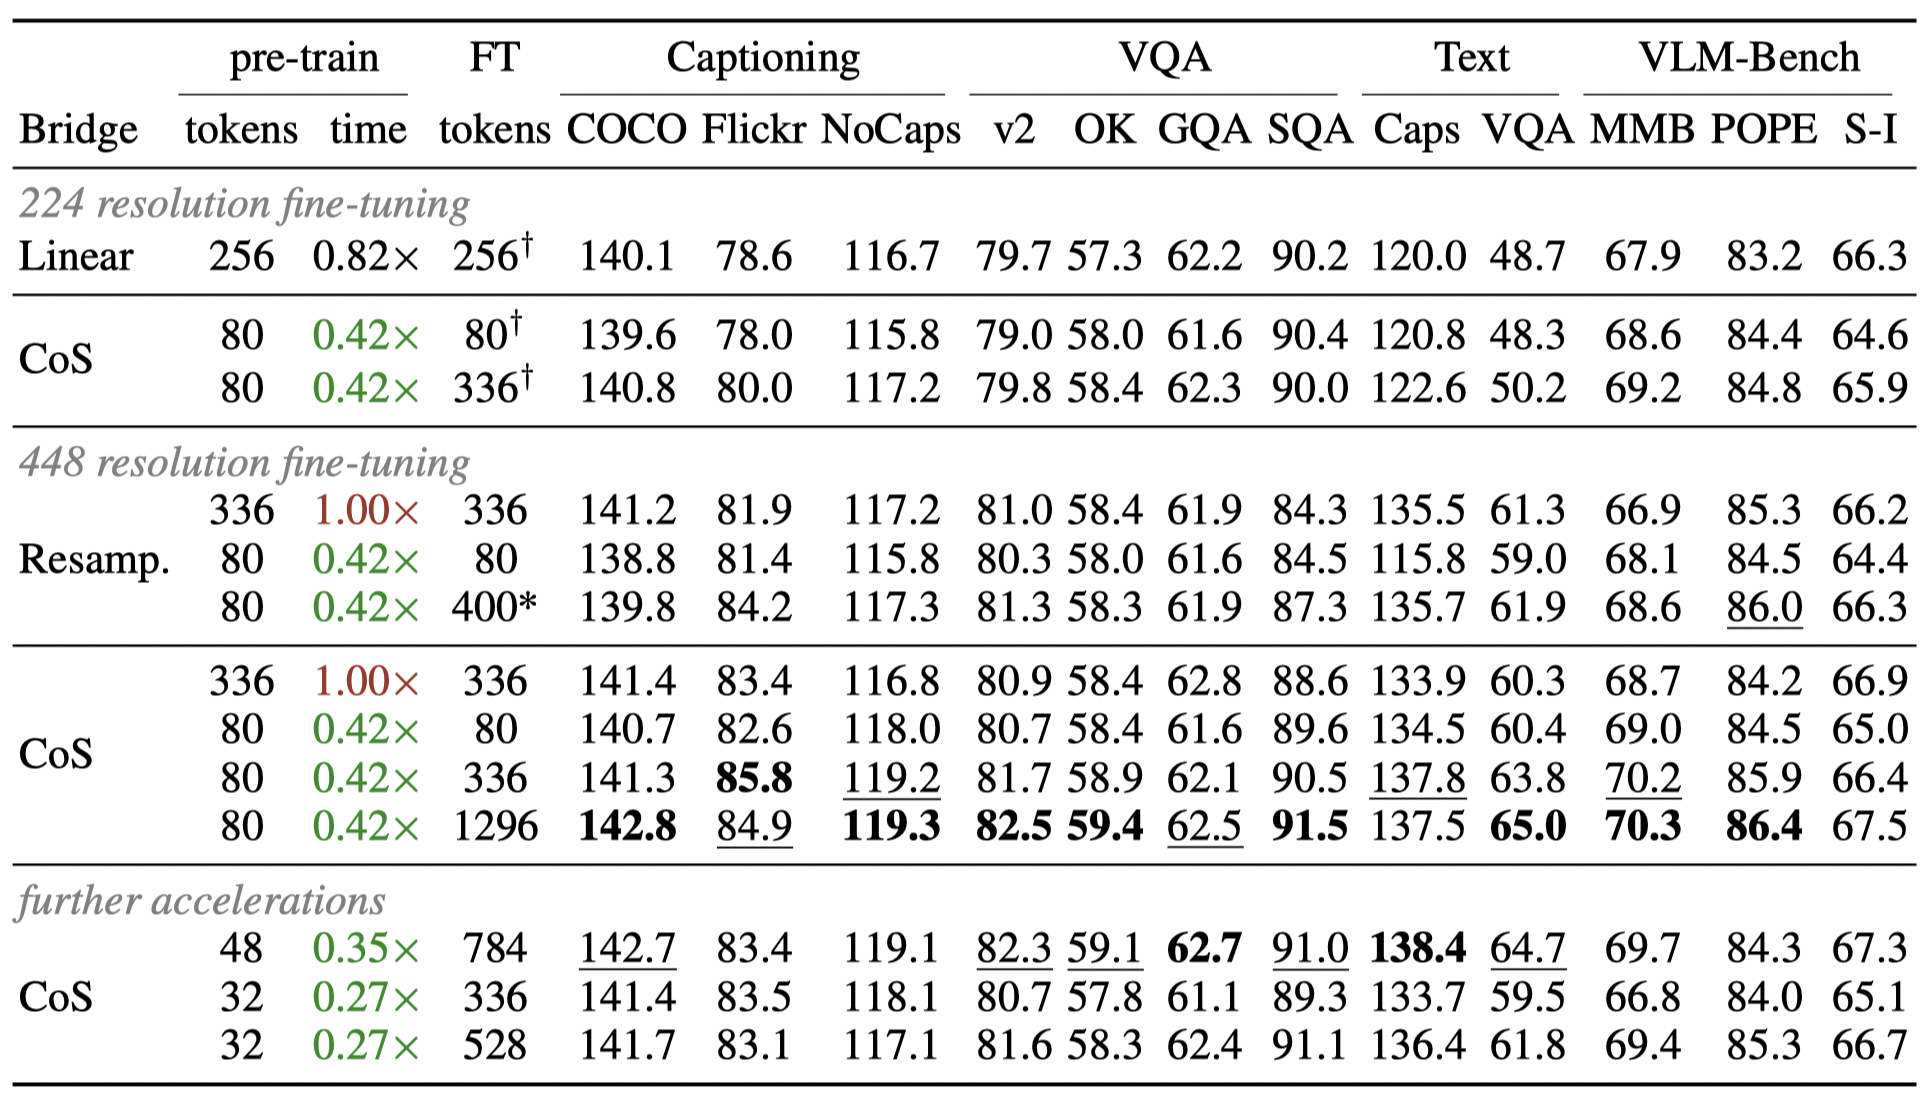 pre-train FT Captioning VQA Text VLM-Bench
Bridge tokens time tokens COCO Flickr NoCaps v2 OK GQA SQA Caps VQA MMB POPE S-I
224 resolution fine-tuning
Linear 256 0.82× 256† 140.1 78.6 116.7 79.7 57.3 62.2 90.2 120.0 48.7 67.9 83.2 66.3
CoS
80 0.42× 80† 139.6 78.0 115.8 79.0 58.0 61.6 90.4 120.8 48.3 68.6 84.4 64.6
80 0.42× 336† 140.8 80.0 117.2 79.8 58.4 62.3 90.0 122.6 50.2 69.2 84.8 65.9
448 resolution fine-tuning
336 1.00× 336 141.2 81.9 117.2 81.0 58.4 61.9 84.3 135.5 61.3 66.9 85.3 66.2
Resamp. 80 0.42× 80 138.8 81.4 115.8 80.3 58.0 61.6 84.5 115.8 59.0 68.1 84.5 64.4
80 0.42× 400* 139.8 84.2 117.3 81.3 58.3 61.9 87.3 135.7 61.9 68.6 86.0 66.3
336 1.00× 336 141.4 83.4 116.8 80.9 58.4 62.8 88.6 133.9 60.3 68.7 84.2 66.9
80 0.42× 80 140.7 82.6 118.0 80.7 58.4 61.6 89.6 134.5 60.4 69.0 84.5 65.0
CoS
80 0.42× 336 141.3 85.8 119.2 81.7 58.9 62.1 90.5 137.8 63.8 70.2 85.9 66.4
80 0.42× 1296 142.8 84.9 119.3 82.5 59.4 62.5 91.5 137.5 65.0 70.3 86.4 67.5
further accelerations
48 0.35× 784 142.7 83.4 119.1 82.3 59.1 62.7 91.0 138.4 64.7 69.7 84.3 67.3
CoS 32 0.27× 336 141.4 83.5 118.1 80.7 57.8 61.1 89.3 133.7 59.5 66.8 84.0 65.1
32 0.27× 528 141.7 83.1 117.1 81.6 58.3 62.4 91.1 136.4 61.8 69.4 85.3 66.7